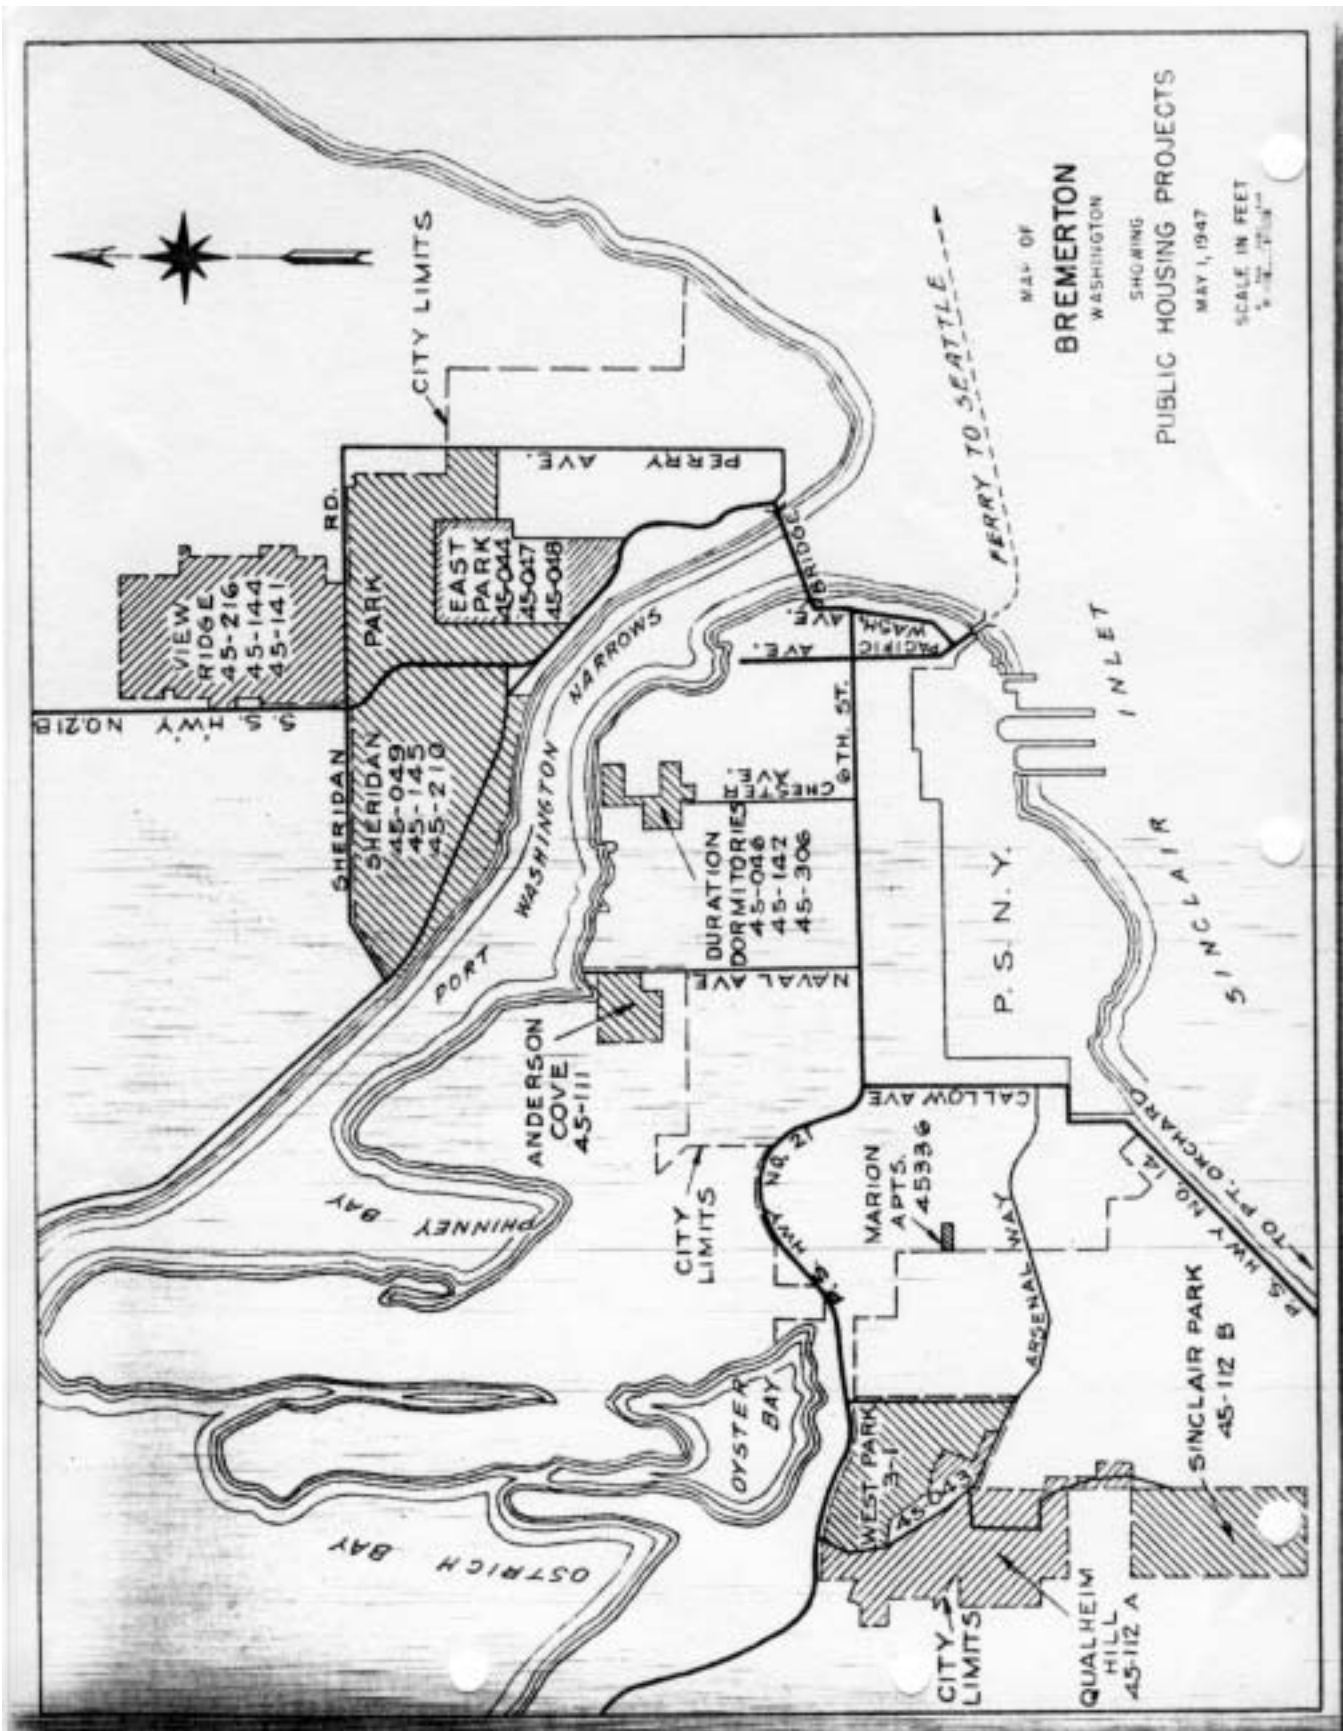 MAP OF
BREMERTON
WASHINGTON
SHOWING
PUBLIC HOUSING PROJECTS
MAY 1, 1947
SCALE IN FEET
CITY LIMITS
VIEW
RIDGE
45-216
45-144
45-141
S. S. HWY NO. 21B
SHERIDAN
RD.
SHERIDAN
PARK
45-049
45-145
45-210
EAST
PARK
45-044
45-047
45-048
PERRY AVE.
BRIDGE
PORT WASHINGTON NARROWS
WASH. AVE.
PACIFIC AVE.
6TH. ST.
FERRY TO SEATTLE
CHESTER
AVE.
DURATION
DORMITORIES
45-046
45-142
45-306
NAVAL AVE
ANDERSON
COVE
45-111
P. S. N. Y.
SINCLAIR INLET
CALLOW AVE
PHINNEY BAY
CITY
LIMITS
P. S. HWY NO. 21
MARION
APTS.
45336
ARSENAL WAY
P.S. HWY NO. 14
TO PT. ORCHARD
OYSTER
BAY
OSTRICH BAY
WEST PARK
3-1
45-043
SINCLAIR PARK
45-112 B
CITY
LIMITS
QUALHEIM
HILL
45-112 A